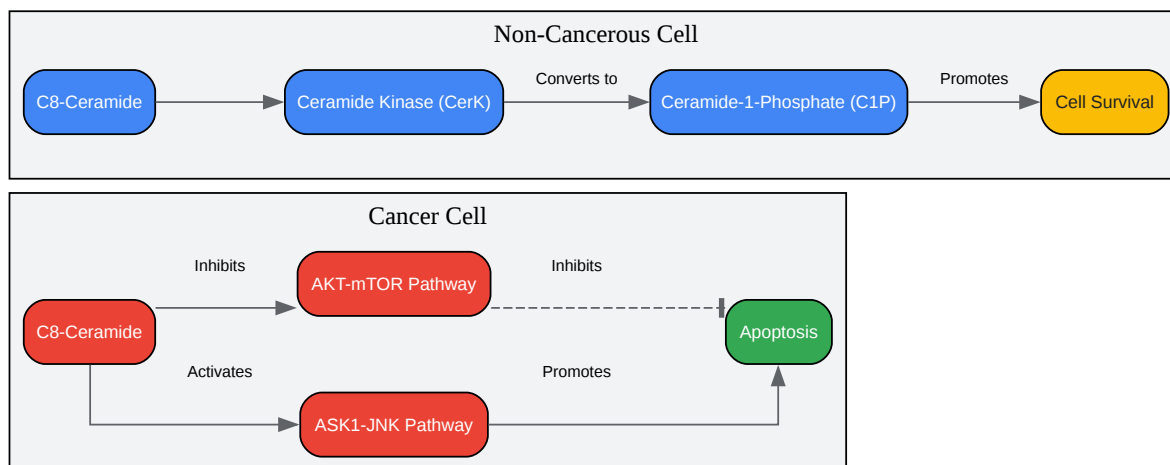 Non-Cancerous Cell
C8-Ceramide
Ceramide Kinase (CerK)
Converts to
Ceramide-1-Phosphate (C1P)
Promotes
Cell Survival
Cancer Cell
C8-Ceramide
Inhibits
AKT-mTOR Pathway
Inhibits
Apoptosis
Activates
ASK1-JNK Pathway
Promotes